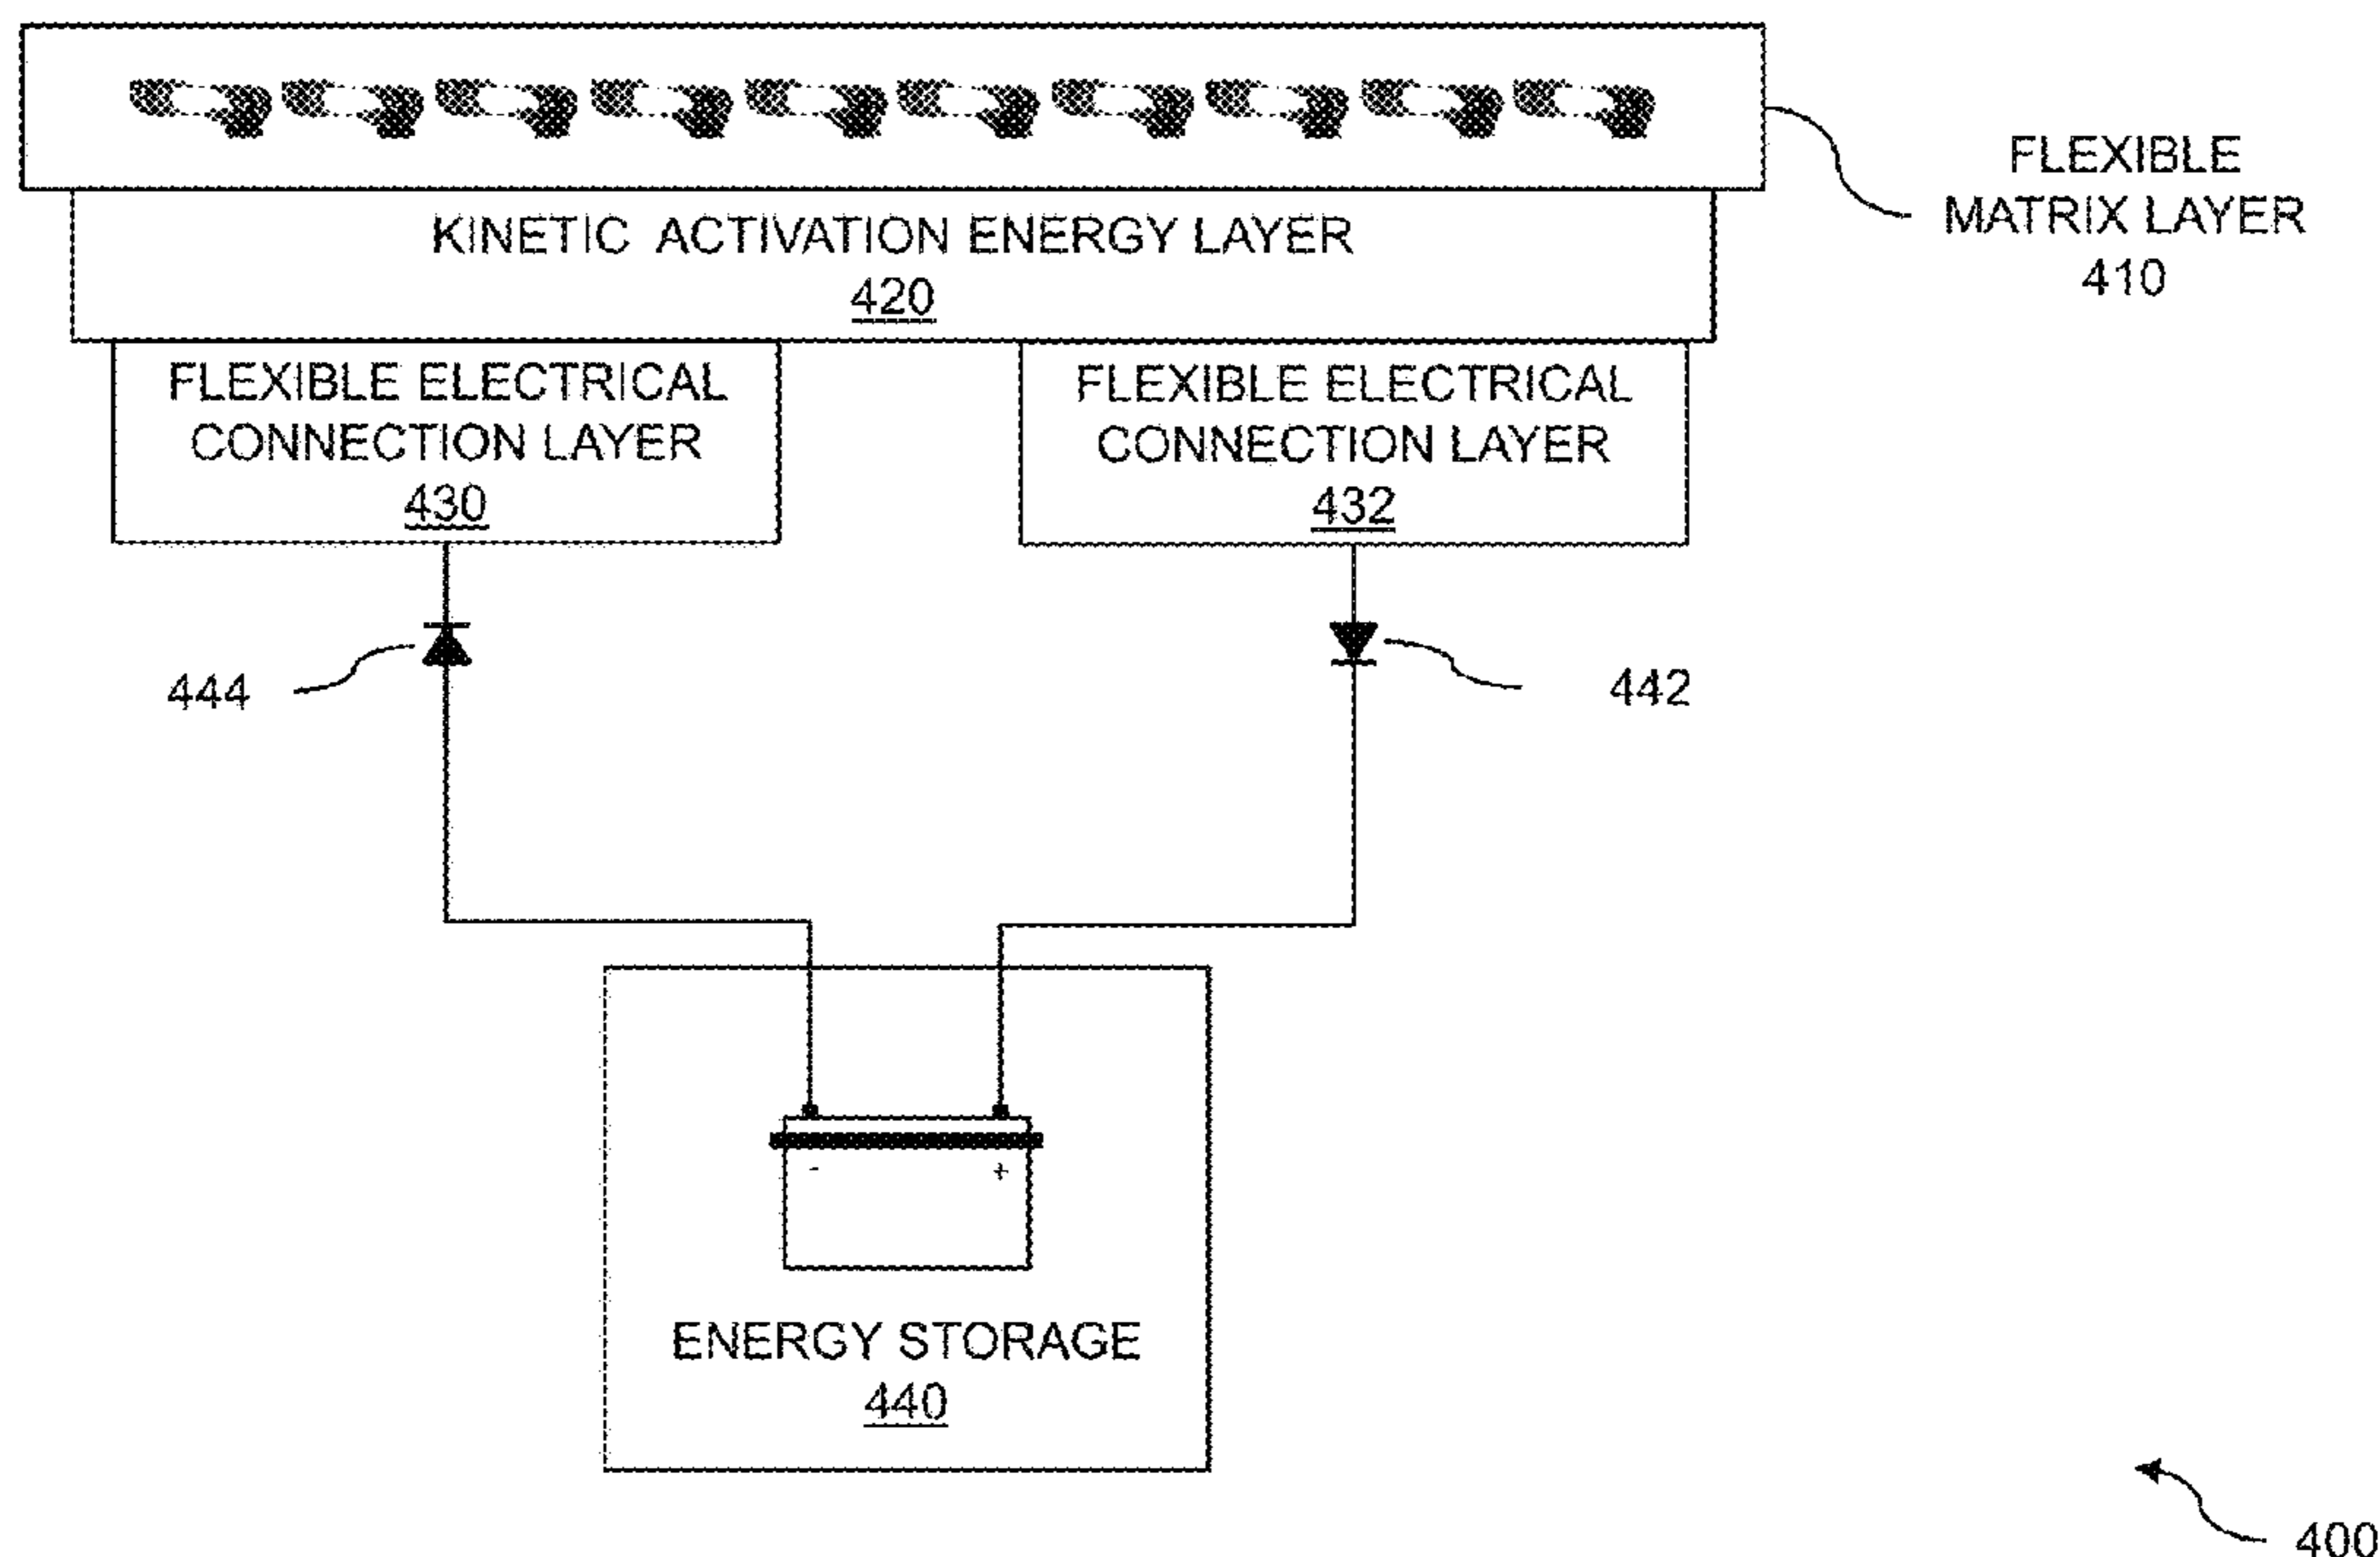 FLEXIBLE
MATRIX LAYER
410
KINETIC ACTIVATION ENERGY LAYER
420
FLEXIBLE ELECTRICAL
CONNECTION LAYER
430
FLEXIBLE ELECTRICAL
CONNECTION LAYER
432
444
442
- +
ENERGY STORAGE
440
400